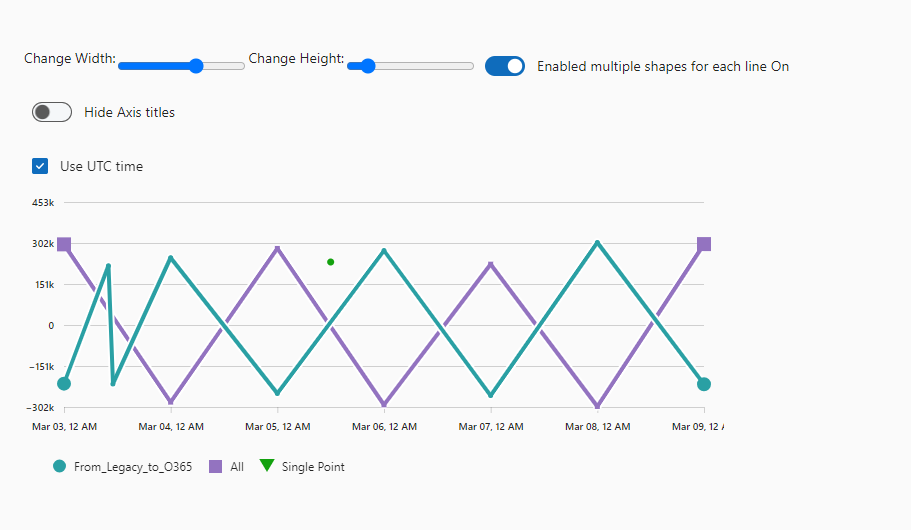 Change Width: Change Height: Enabled multiple shapes for each line On
Hide Axis titles
Use UTC time
453k
302k
151k
0
−151k
−302k
Mar 03, 12 AM Mar 04, 12 AM Mar 05, 12 AM Mar 06, 12 AM Mar 07, 12 AM Mar 08, 12 AM Mar 09, 12 A
From_Legacy_to_O365 All Single Point